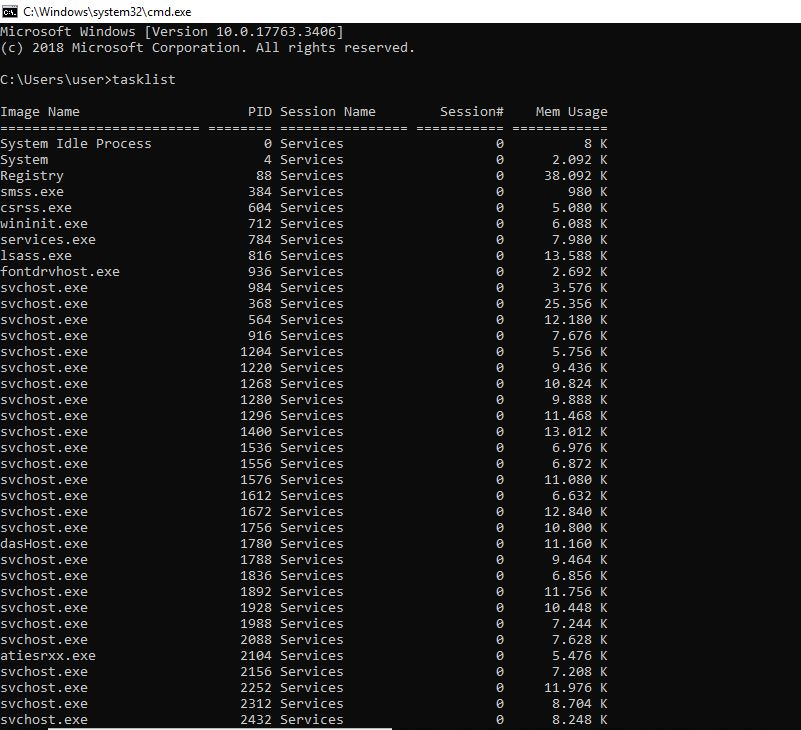 C:\Windows\system32\cmd.exe
Microsoft Windows [Version 10.0.17763.3406]
(c) 2018 Microsoft Corporation. All rights reserved.
C:\Users\user>tasklist
Image Name                     PID Session Name        Session#    Mem Usage
========================= ======== ================ =========== ============
System Idle Process              0 Services                   0          8 K
System                           4 Services                   0      2.092 K
Registry                        88 Services                   0     38.092 K
smss.exe                       384 Services                   0        980 K
csrss.exe                      604 Services                   0      5.080 K
wininit.exe                    712 Services                   0      6.088 K
services.exe                   784 Services                   0      7.980 K
lsass.exe                      816 Services                   0     13.588 K
fontdrvhost.exe                936 Services                   0      2.692 K
svchost.exe                    984 Services                   0      3.576 K
svchost.exe                    368 Services                   0     25.356 K
svchost.exe                    564 Services                   0     12.180 K
svchost.exe                    916 Services                   0      7.676 K
svchost.exe                   1204 Services                   0      5.756 K
svchost.exe                   1220 Services                   0      9.436 K
svchost.exe                   1268 Services                   0     10.824 K
svchost.exe                   1280 Services                   0      9.888 K
svchost.exe                   1296 Services                   0     11.468 K
svchost.exe                   1400 Services                   0     13.012 K
svchost.exe                   1536 Services                   0      6.976 K
svchost.exe                   1556 Services                   0      6.872 K
svchost.exe                   1576 Services                   0     11.080 K
svchost.exe                   1612 Services                   0      6.632 K
svchost.exe                   1672 Services                   0     12.840 K
svchost.exe                   1756 Services                   0     10.800 K
dasHost.exe                   1780 Services                   0     11.160 K
svchost.exe                   1788 Services                   0      9.464 K
svchost.exe                   1836 Services                   0      6.856 K
svchost.exe                   1892 Services                   0     11.756 K
svchost.exe                   1928 Services                   0     10.448 K
svchost.exe                   1988 Services                   0      7.244 K
svchost.exe                   2088 Services                   0      7.628 K
atiesrxx.exe                  2104 Services                   0      5.476 K
svchost.exe                   2156 Services                   0      7.208 K
svchost.exe                   2252 Services                   0     11.976 K
svchost.exe                   2312 Services                   0      8.704 K
svchost.exe                   2432 Services                   0      8.248 K